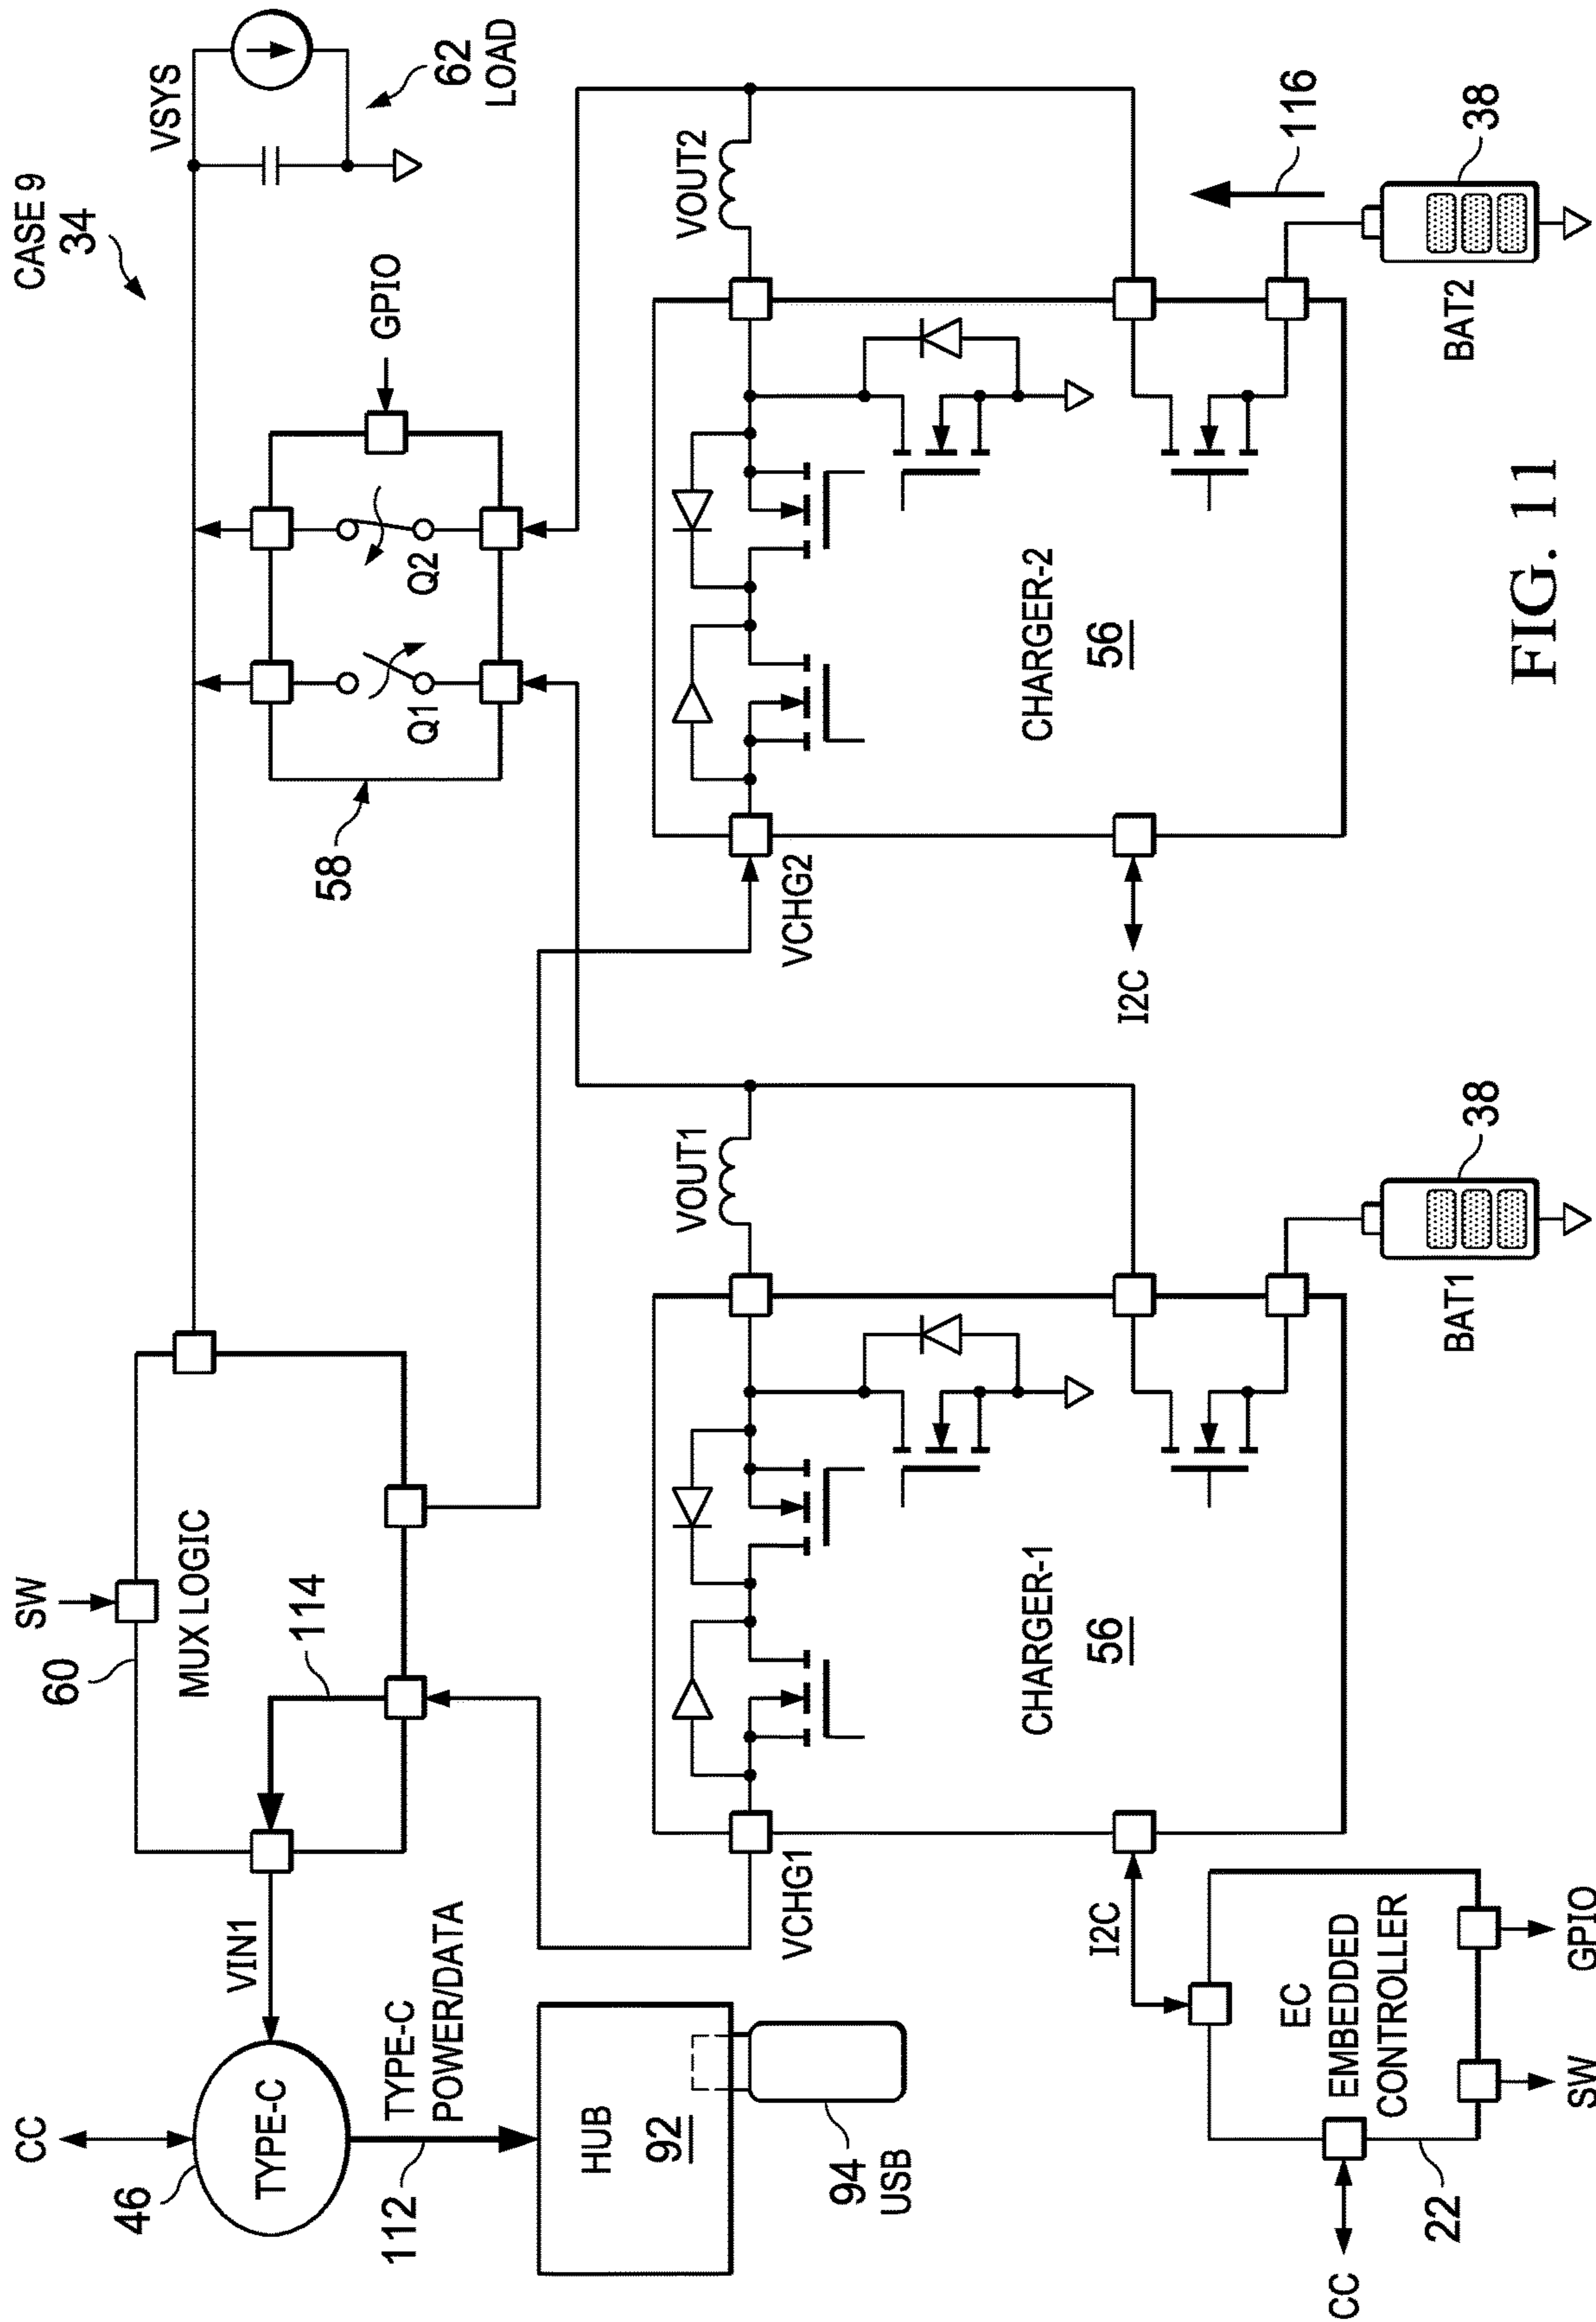 CASE 9
34
VSYS
62
LOAD
SW
60
MUX LOGIC
114
CC
46
TYPE-C
VIN1
TYPE-C
POWER/DATA
112
HUB
92
94
USB
58
Q1
Q2
GPIO
VCHG1
VOUT1
CHARGER-1
56
I2C
BAT1
38
VCHG2
VOUT2
CHARGER-2
56
I2C
116
BAT2
38
EC
EMBEDDED
CONTROLLER
22
CC
SW
GPIO
FIG. 11